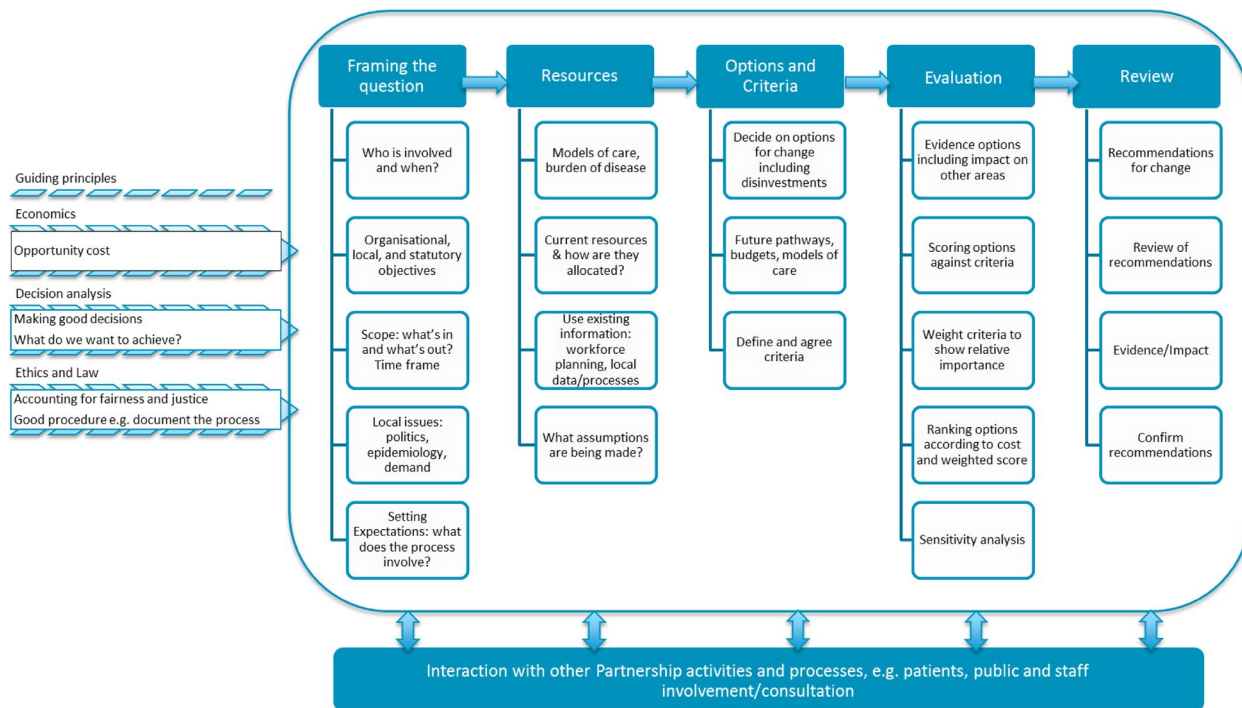 Guiding principles
Economics
Opportunity cost
Decision analysis
Making good decisions
What do we want to achieve?
Ethics and Law
Accounting for fairness and justice
Good procedure e.g. document the process
Framing the
question
Who is involved
and when?
Organisational,
local, and statutory
objectives
Scope: what's in
and what's out?
Time frame
Local issues:
politics,
epidemiology,
demand
Setting
Expectations: what
does the process
involve?
Resources
Models of care,
burden of disease
Current resources
& how are they
allocated?
Use existing
information:
workforce
planning, local
data/processes
What assumptions
are being made?
Options and
Criteria
Decide on options
for change
including
disinvestments
Future pathways,
budgets, models of
care
Define and agree
criteria
Evaluation
Evidence options
including impact on
other areas
Scoring options
against criteria
Weight criteria to
show relative
importance
Ranking options
according to cost
and weighted score
Sensitivity analysis
Review
Recommendations
for change
Review of
recommendations
Evidence/Impact
Confirm
recommendations
Interaction with other Partnership activities and processes, e.g. patients, public and staff
involvement/consultation